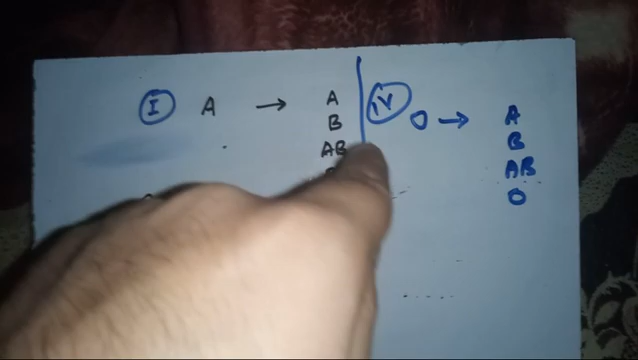 I A → A
B
AB
IV O → A
B
AB
O